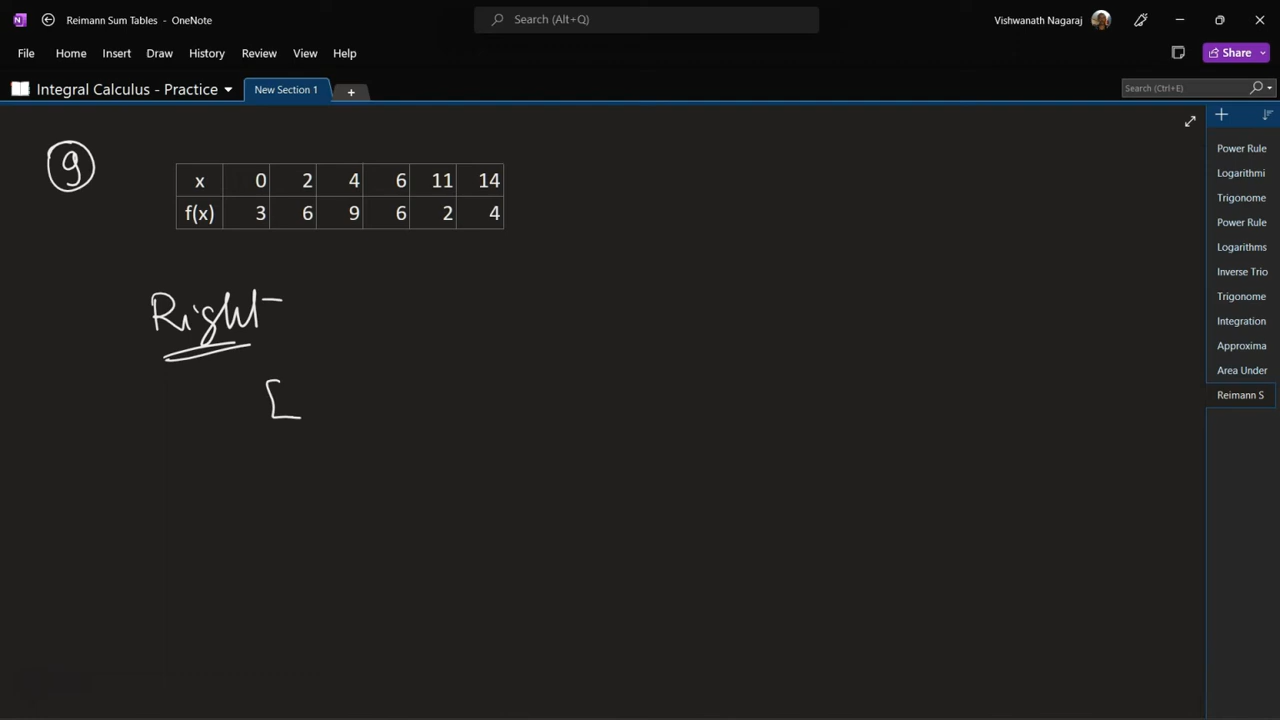 Reimann Sum Tables - OneNote
Search (Alt+Q)
Vishwanath Nagaraj
File Home Insert Draw History Review View Help
Share
Integral Calculus - Practice
New Section 1
+
Search (Ctrl+E)
9
x 0 2 4 6 11 14
f(x) 3 6 9 6 2 4
Right
[
Power Rule
Logarithmi
Trigonome
Power Rule
Logarithms
Inverse Trio
Trigonome
Integration
Approxima
Area Under
Reimann S